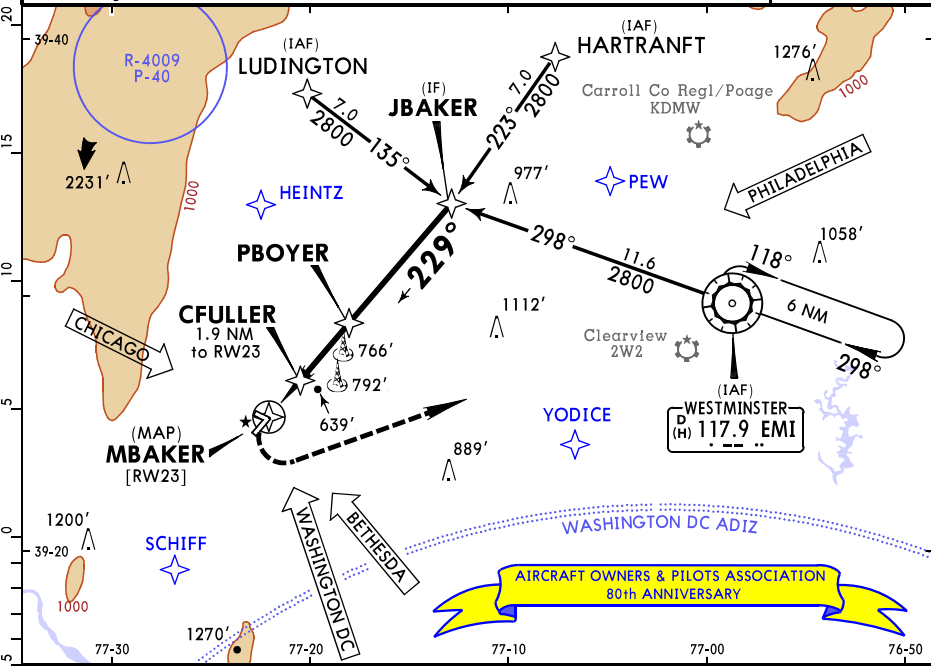 20
39-40
R-4009
P-40
(IAF)
LUDINGTON
(IAF)
HARTRANFT
1276'
1000
(IF)
JBAKER
7.0
2800
135°
7.0
2800
223°
Carroll Co Regl/Poage
KDMW
15
2231'
1000
HEINTZ
977'
PEW
PHILADELPHIA
229°
298°
11.6
2800
1058'
118°
6 NM
298°
PBOYER
10
CFULLER
1.9 NM
to RW23
CHICAGO
766'
792'
639'
1112'
Clearview
2W2
(IAF)
WESTMINSTER
D
(H) 117.9 EMI
5
(MAP)
MBAKER
[RW23]
889'
YODICE
1200'
0
39-20
SCHIFF
1000
WASHINGTON DC
BETHESDA
WASHINGTON DC ADIZ
AIRCRAFT OWNERS & PILOTS ASSOCIATION
80th ANNIVERSARY
1270'
5
77-30
77-20
77-10
77-00
76-50